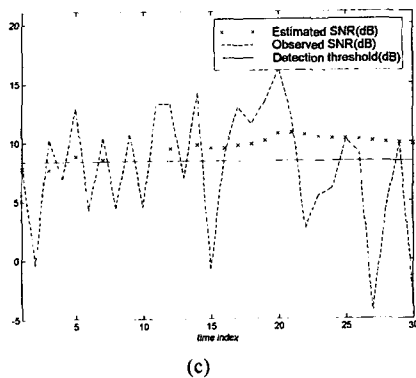 20
15
10
5
0
-5
5
10
15
20
25
30
time index
Estimated SNR(dB)
Observed SNR(dB)
Detection threshold(dB)
(c)